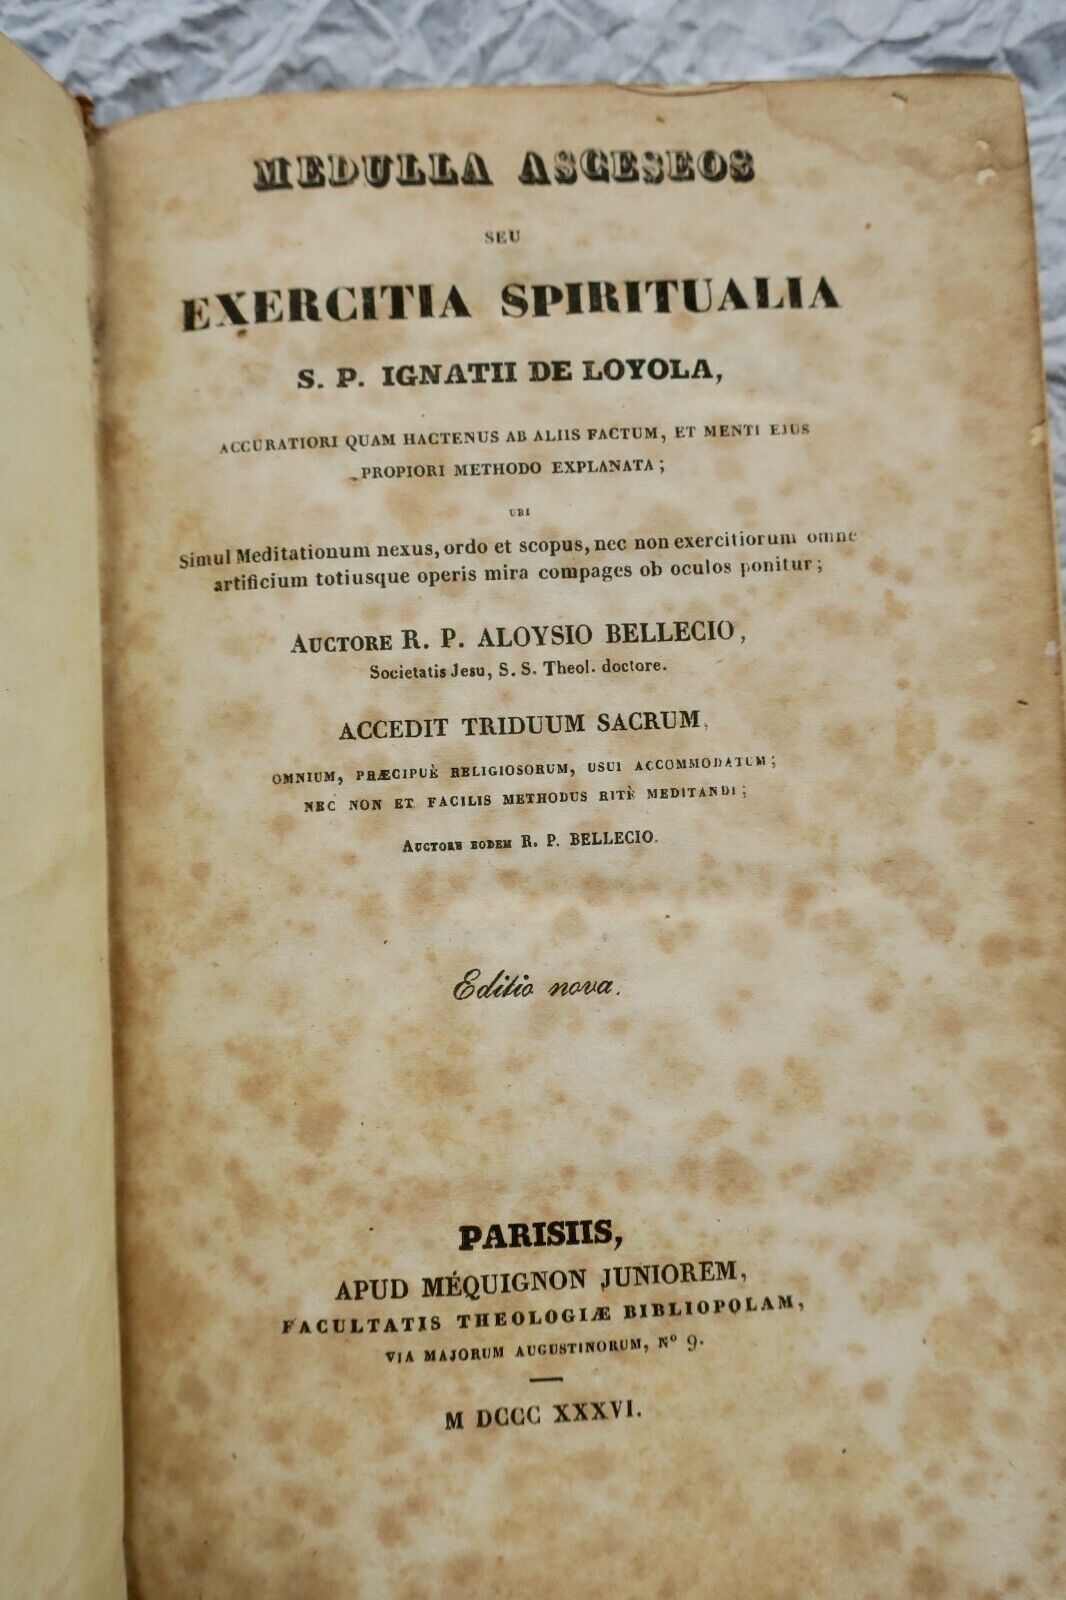 MEDULLA ASCESEOS
SEU
EXERCITIA SPIRITUALIA
S. P. IGNATII DE LOYOLA,
ACCURATIORI QUAM HACTENUS AB ALIIS FACTUM, ET MENTI EJUS
PROPIORI METHODO EXPLANATA;
UBI
Simul Meditationum nexus, ordo et scopus, nec non exercitiorum omne
artificium totiusque operis mira compages ob oculos ponitur;
AUCTORE R. P. ALOYSIO BELLECIO,
Societatis Jesu, S. S. Theol. doctore.
ACCEDIT TRIDUUM SACRUM,
OMNIUM, PRÆCIPUÈ RELIGIOSORUM, USUI ACCOMMODATUM;
NEC NON ET FACILIS METHODUS RITÈ MEDITANDI;
AUCTORE EODEM R. P. BELLECIO.
Editio nova.
PARISIIS,
APUD MÉQUIGNON JUNIOREM,
FACULTATIS THEOLOGIÆ BIBLIOPOLAM,
VIA MAJORUM AUGUSTINORUM, Nº 9.
M DCCC XXXVI.